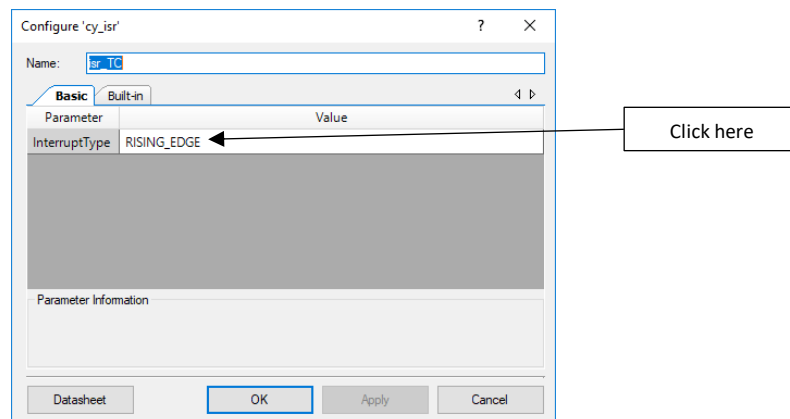 Configure 'cy_isr'
? ×
Name: isr_TC
Basic Built-in
Parameter Value
InterruptType RISING_EDGE
Click here
Parameter Information
Datasheet OK Apply Cancel